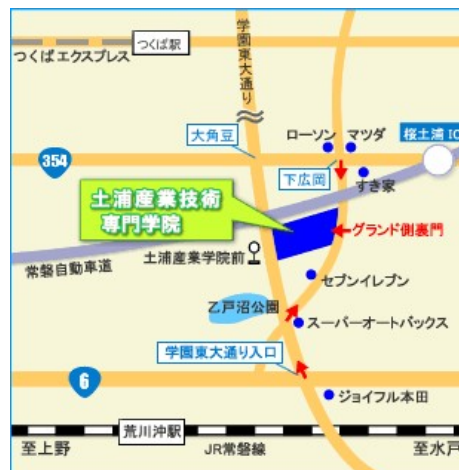 学園東大通り
つくば駅
つくばエクスプレス
大角豆
ローソン
マツダ
桜土浦 IC
354
下広岡
すき家
土浦産業技術
専門学院
グランド側裏門
土浦産業学院前
常磐自動車道
セブンイレブン
乙戸沼公園
スーパーオートバックス
学園東大通り入口
6
ジョイフル本田
荒川沖駅
至上野
JR常磐線
至水戸